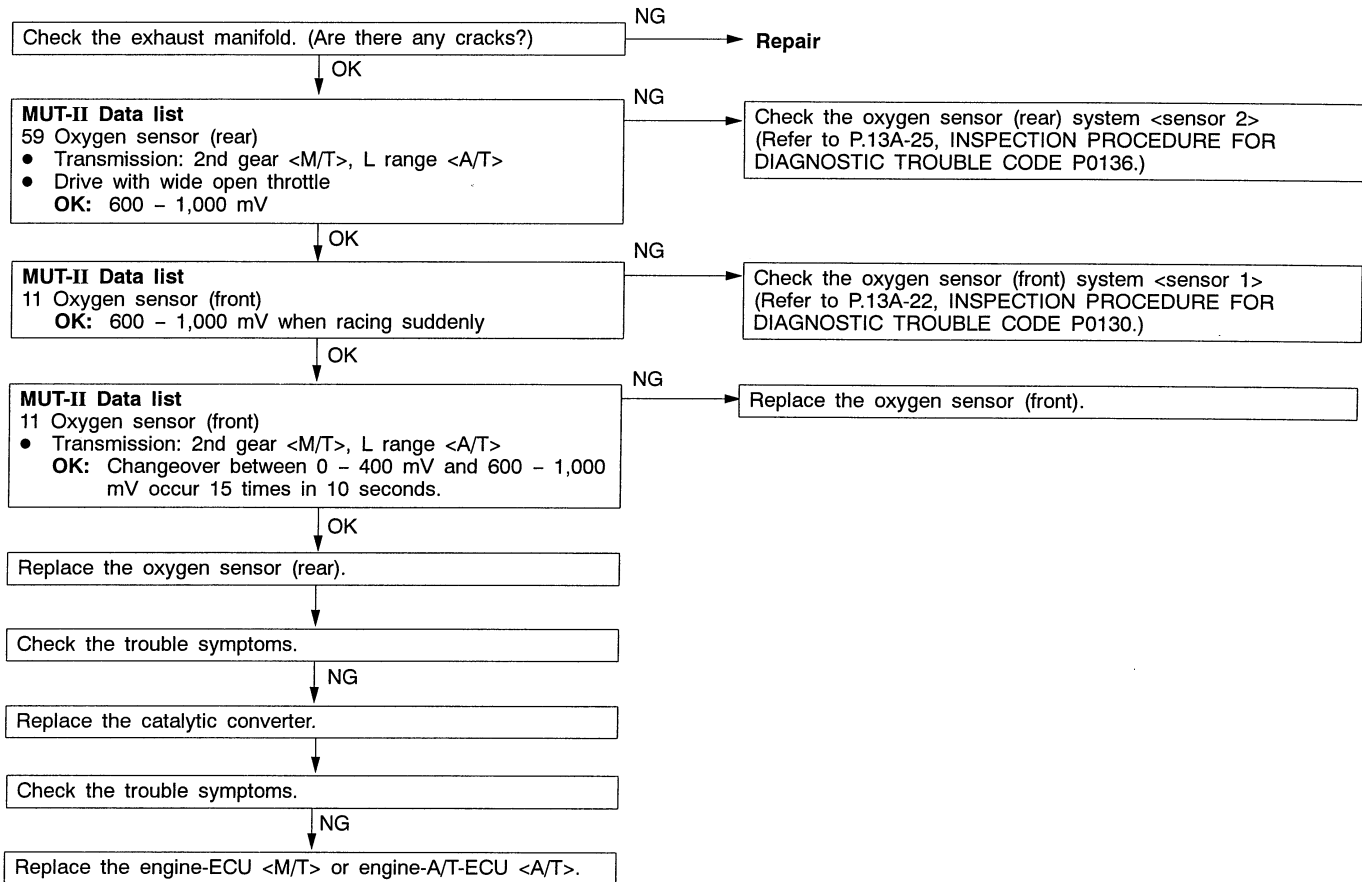 Check the exhaust manifold. (Are there any cracks?)
NG
Repair
OK
MUT-II Data list
59 Oxygen sensor (rear)
● Transmission: 2nd gear <M/T>, L range <A/T>
● Drive with wide open throttle
OK: 600 – 1,000 mV
NG
Check the oxygen sensor (rear) system <sensor 2>
(Refer to P.13A-25, INSPECTION PROCEDURE FOR
DIAGNOSTIC TROUBLE CODE P0136.)
OK
MUT-II Data list
11 Oxygen sensor (front)
OK: 600 – 1,000 mV when racing suddenly
NG
Check the oxygen sensor (front) system <sensor 1>
(Refer to P.13A-22, INSPECTION PROCEDURE FOR
DIAGNOSTIC TROUBLE CODE P0130.)
OK
MUT-II Data list
11 Oxygen sensor (front)
● Transmission: 2nd gear <M/T>, L range <A/T>
OK: Changeover between 0 – 400 mV and 600 – 1,000
mV occur 15 times in 10 seconds.
NG
Replace the oxygen sensor (front).
OK
Replace the oxygen sensor (rear).
Check the trouble symptoms.
NG
Replace the catalytic converter.
Check the trouble symptoms.
NG
Replace the engine-ECU <M/T> or engine-A/T-ECU <A/T>.